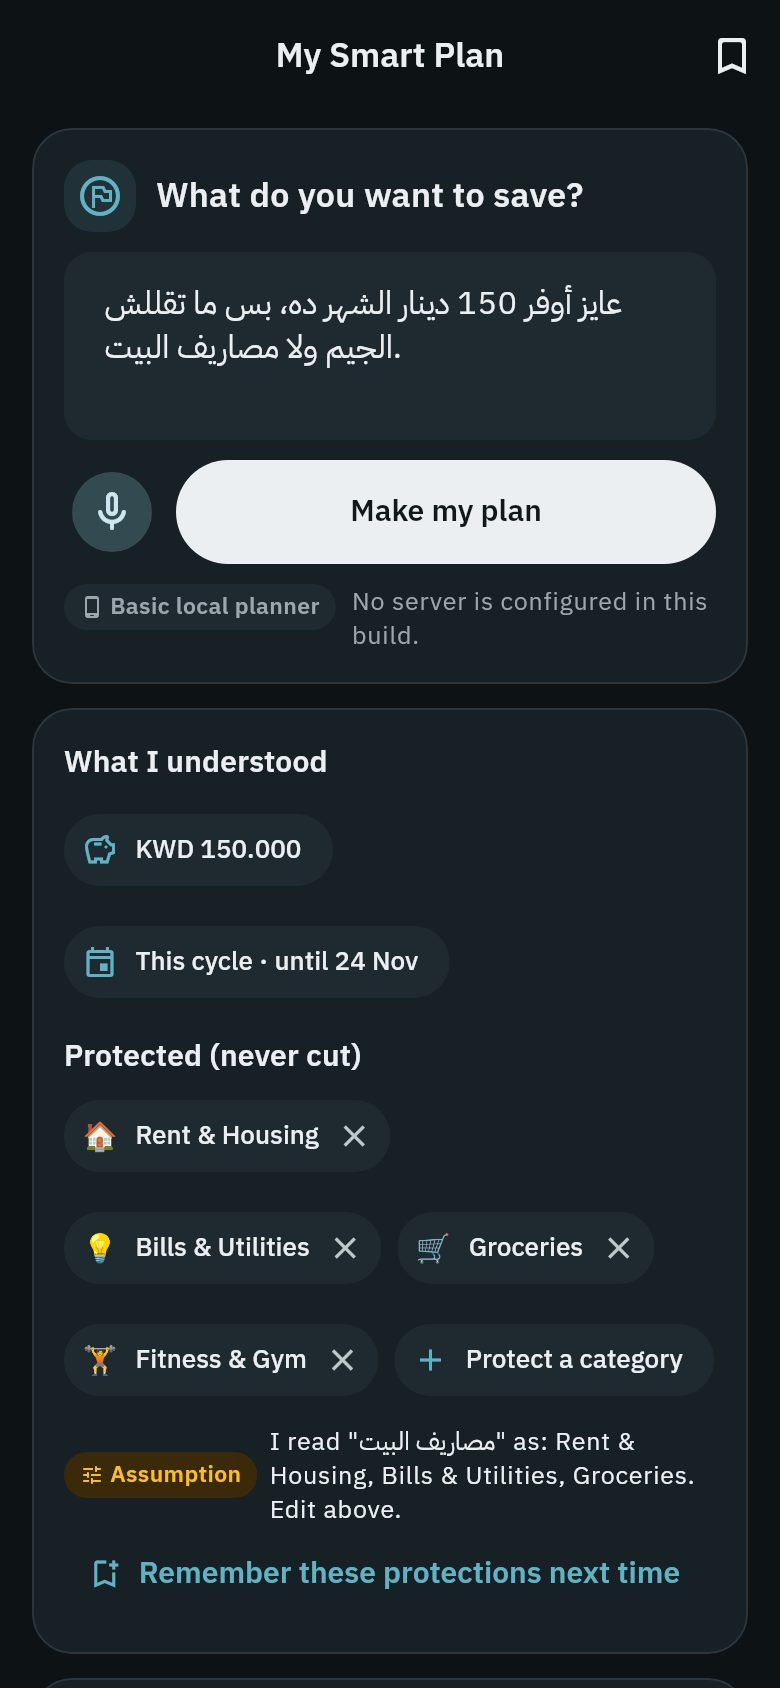 My Smart Plan
What do you want to save?
عايز أوفر 150 دينار الشهر ده، بس ما تقللش
الجيم ولا مصاريف البيت.
Make my plan
Basic local planner
No server is configured in this
build.
What I understood
KWD 150.000
This cycle · until 24 Nov
Protected (never cut)
Rent & Housing
Bills & Utilities
Groceries
Fitness & Gym
Protect a category
Assumption
I read "مصاريف البيت" as: Rent &
Housing, Bills & Utilities, Groceries.
Edit above.
Remember these protections next time